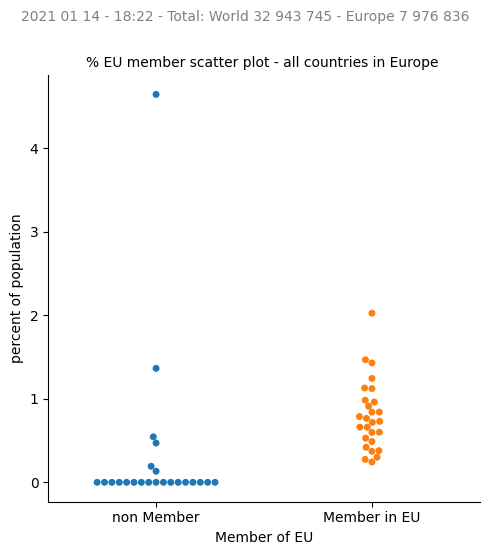 2021 01 14 - 18:22 - Total: World 32 943 745 - Europe 7 976 836
% EU member scatter plot - all countries in Europe
percent of population
4
3
2
1
0
non Member
Member in EU
Member of EU